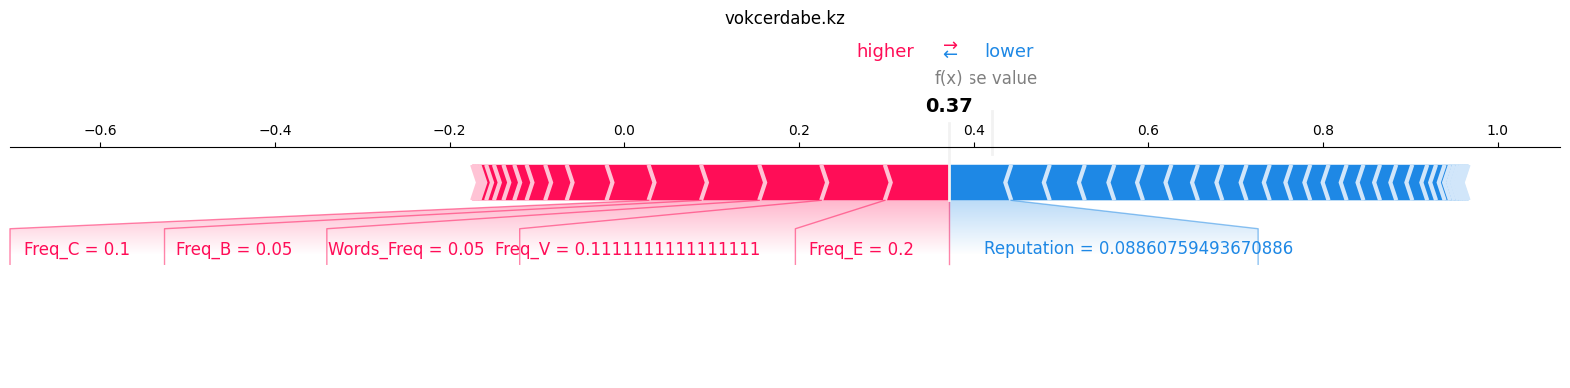 vokcerdabe.kz
higher ⇄ lower
f(x) se value
0.37
−0.6 −0.4 −0.2 0.0 0.2 0.4 0.6 0.8 1.0
Freq_C = 0.1 Freq_B = 0.05 Words_Freq = 0.05 Freq_V = 0.1111111111111111 Freq_E = 0.2 Reputation = 0.08860759493670886